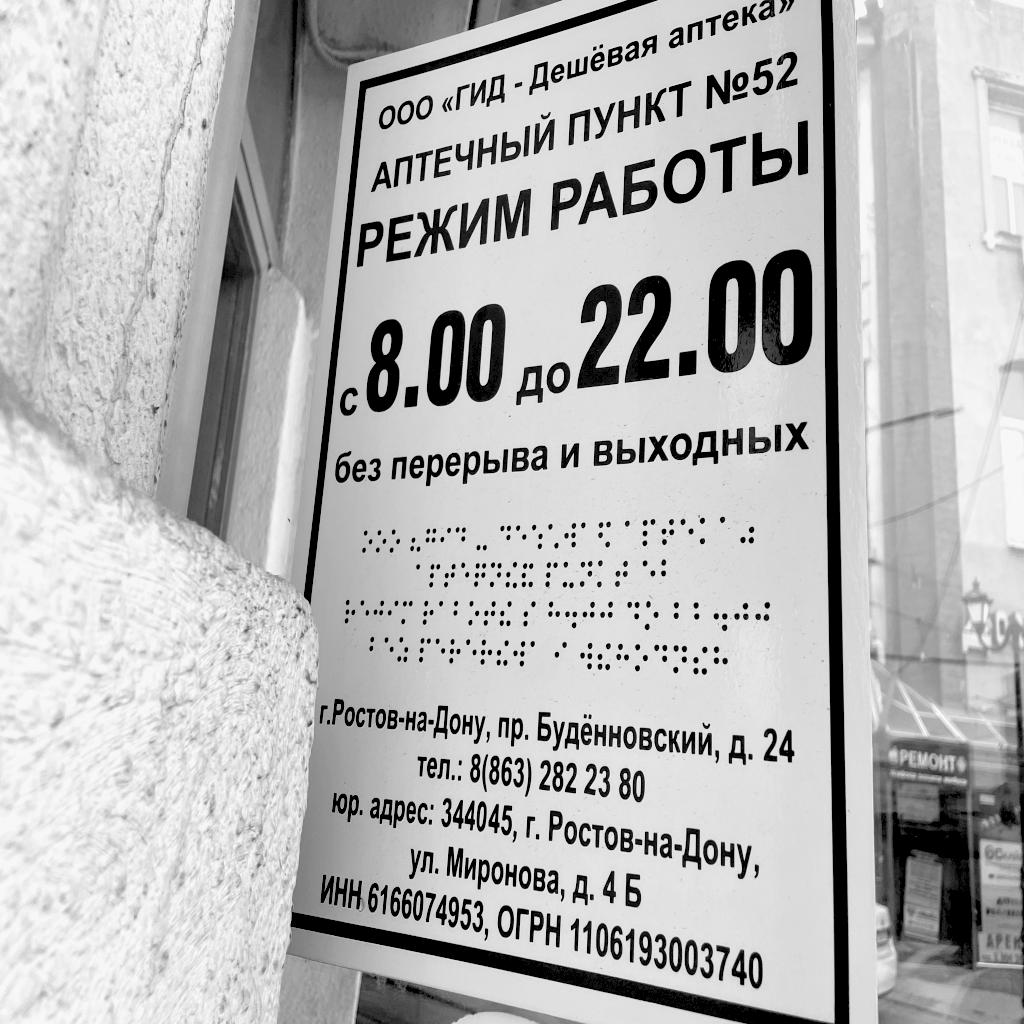 ООО «ГИД - Дешёвая аптека»
АПТЕЧНЫЙ ПУНКТ №52
РЕЖИМ РАБОТЫ
с 8.00 до 22.00
без перерыва и выходных
г.Ростов-на-Дону, пр. Будённовский, д. 24
тел.: 8(863) 282 23 80
юр. адрес: 344045, г. Ростов-на-Дону,
ул. Миронова, д. 4 Б
ИНН 6166074953, ОГРН 1106193003740
РЕМОНТ